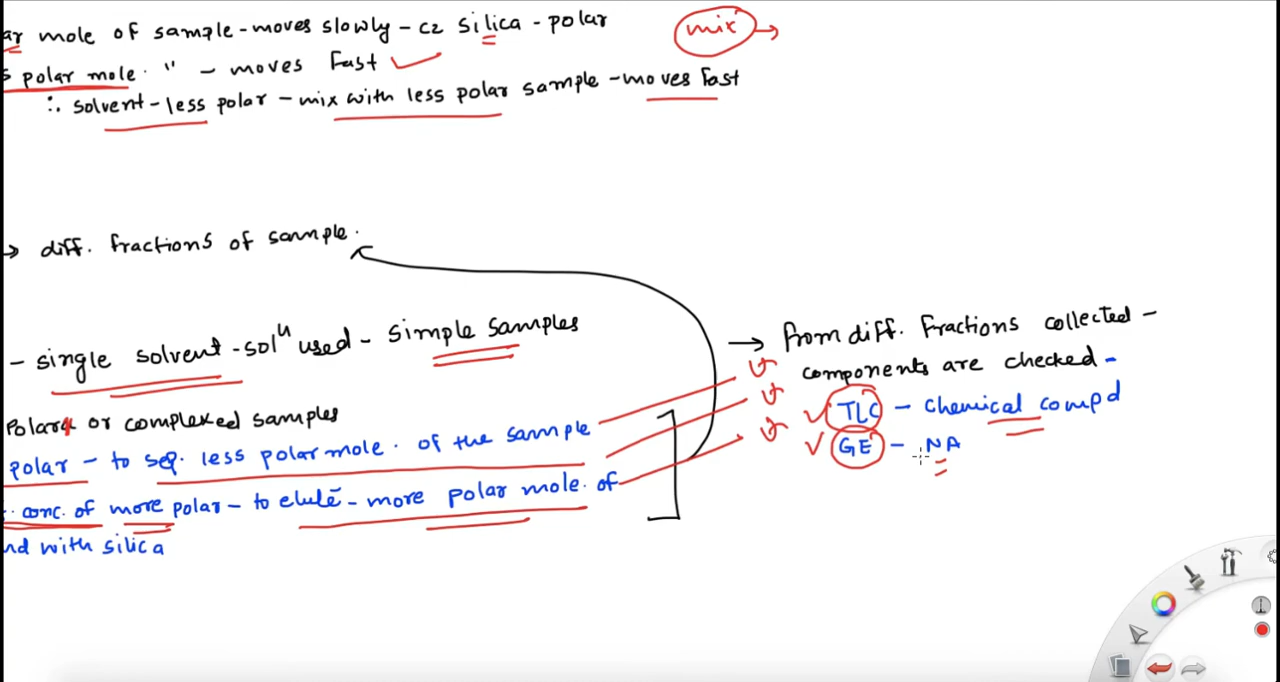 ar mole of sample - moves slowly - cz silica - polar
mix
s polar mole. " - moves fast
∴ solvent - less polar - mix with less polar sample - moves fast
→ diff. fractions of sample.
- single solvent - solⁿ used - simple samples
Polar or complexed samples
polar - to sep. less polar mole. of the sample
conc. of more polar - to elute - more polar mole. of
nd with silica
→ from diff. fractions collected -
components are checked -
TLC - chemical compd
GE - NA